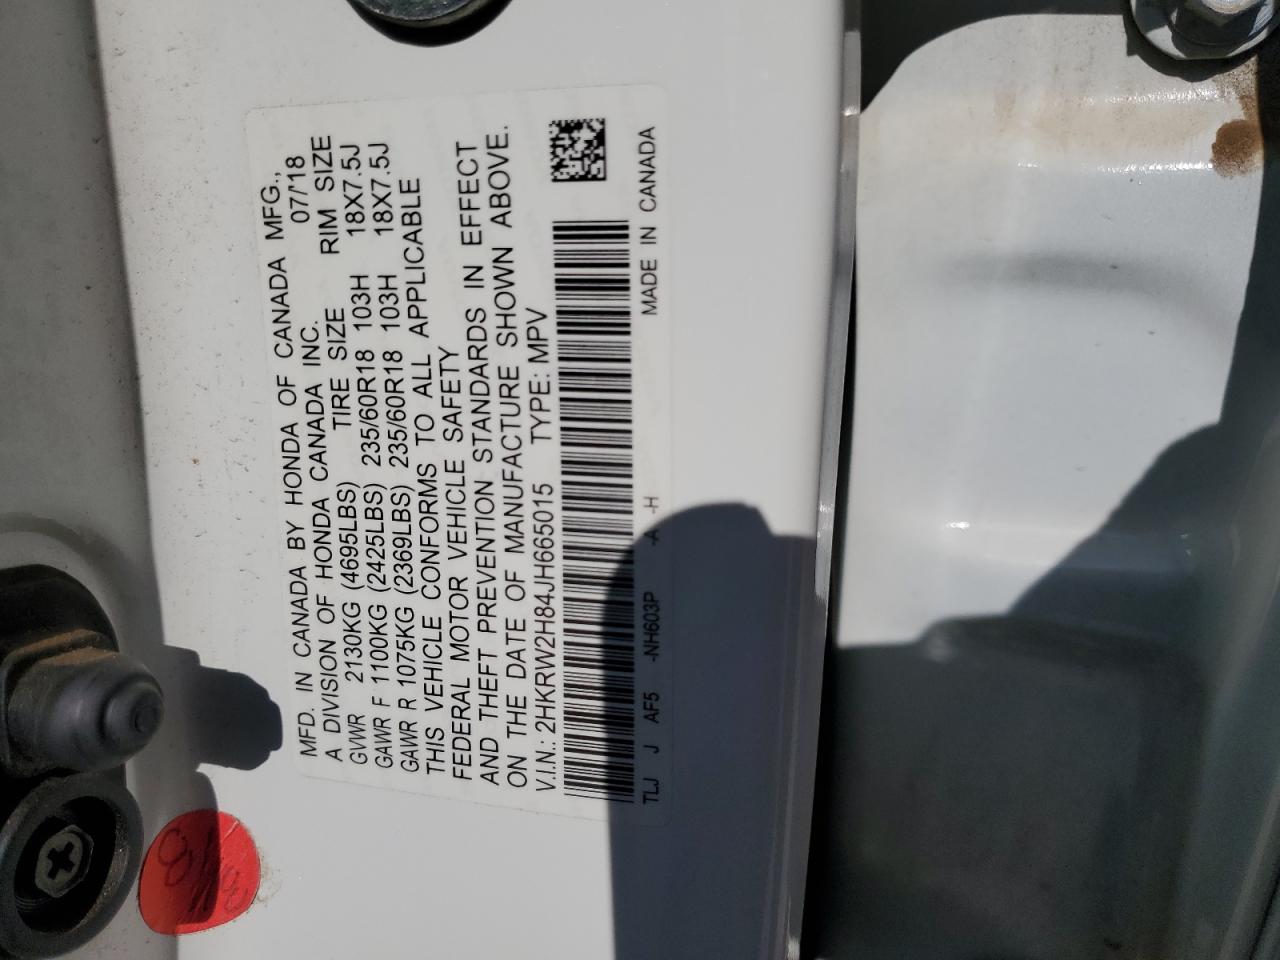 MFD. IN CANADA BY HONDA OF CANADA MFG.,
A DIVISION OF HONDA CANADA INC. 07/'18
GVWR 2130KG (4695LBS) TIRE SIZE RIM SIZE
GAWR F 1100KG (2425LBS) 235/60R18 103H 18X7.5J
GAWR R 1075KG (2369LBS) 235/60R18 103H 18X7.5J
THIS VEHICLE CONFORMS TO ALL APPLICABLE
FEDERAL MOTOR VEHICLE SAFETY
AND THEFT PREVENTION STANDARDS IN EFFECT
ON THE DATE OF MANUFACTURE SHOWN ABOVE.
V.I.N.: 2HKRW2H84JH665015 TYPE: MPV
TLJ J AF5 -NH603P -A -H MADE IN CANADA